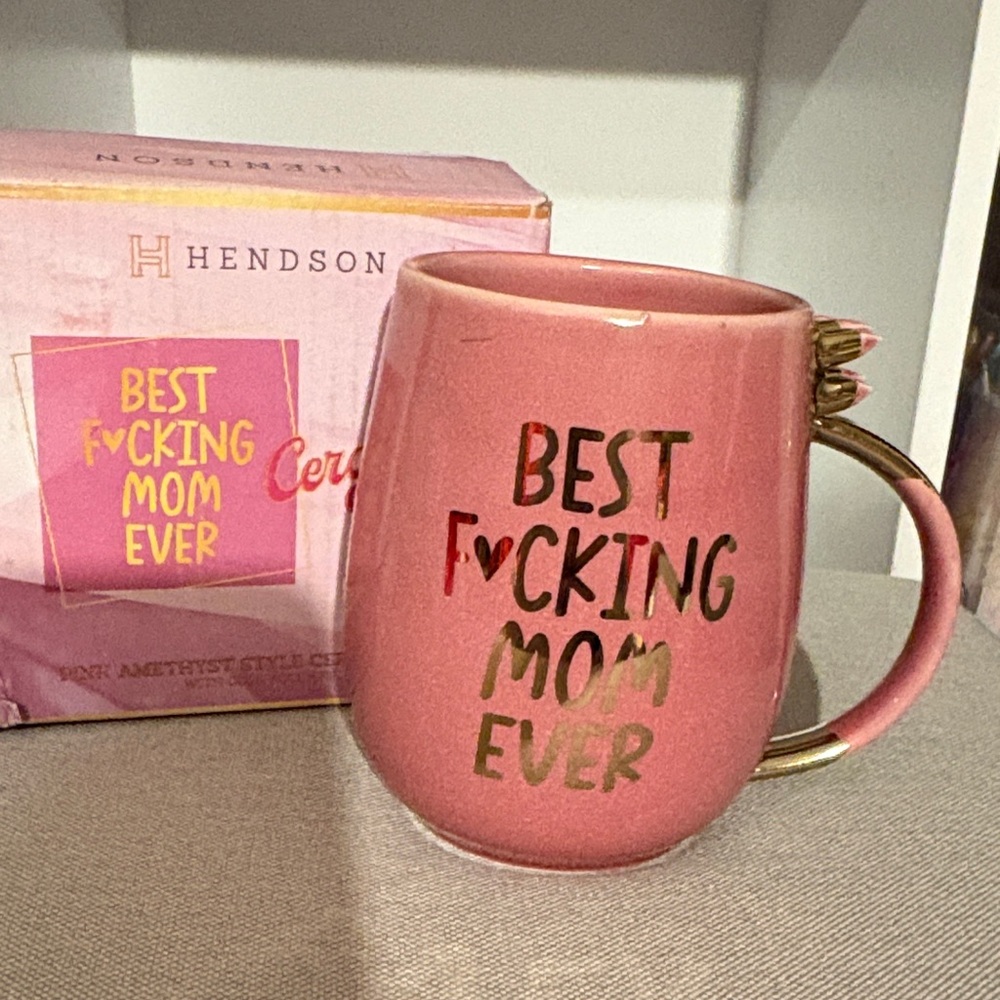 HENDSON
H HENDSON
BEST
F♥CKING
MOM
EVER
PINK AMETHYST STYLE
BEST
F♥CKING
MOM
EVER